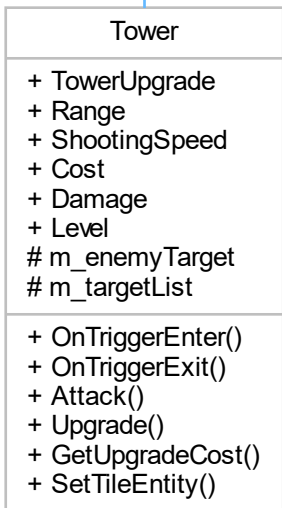 Tower
+ TowerUpgrade
+ Range
+ ShootingSpeed
+ Cost
+ Damage
+ Level
# m_enemyTarget
# m_targetList
+ OnTriggerEnter()
+ OnTriggerExit()
+ Attack()
+ Upgrade()
+ GetUpgradeCost()
+ SetTileEntity()